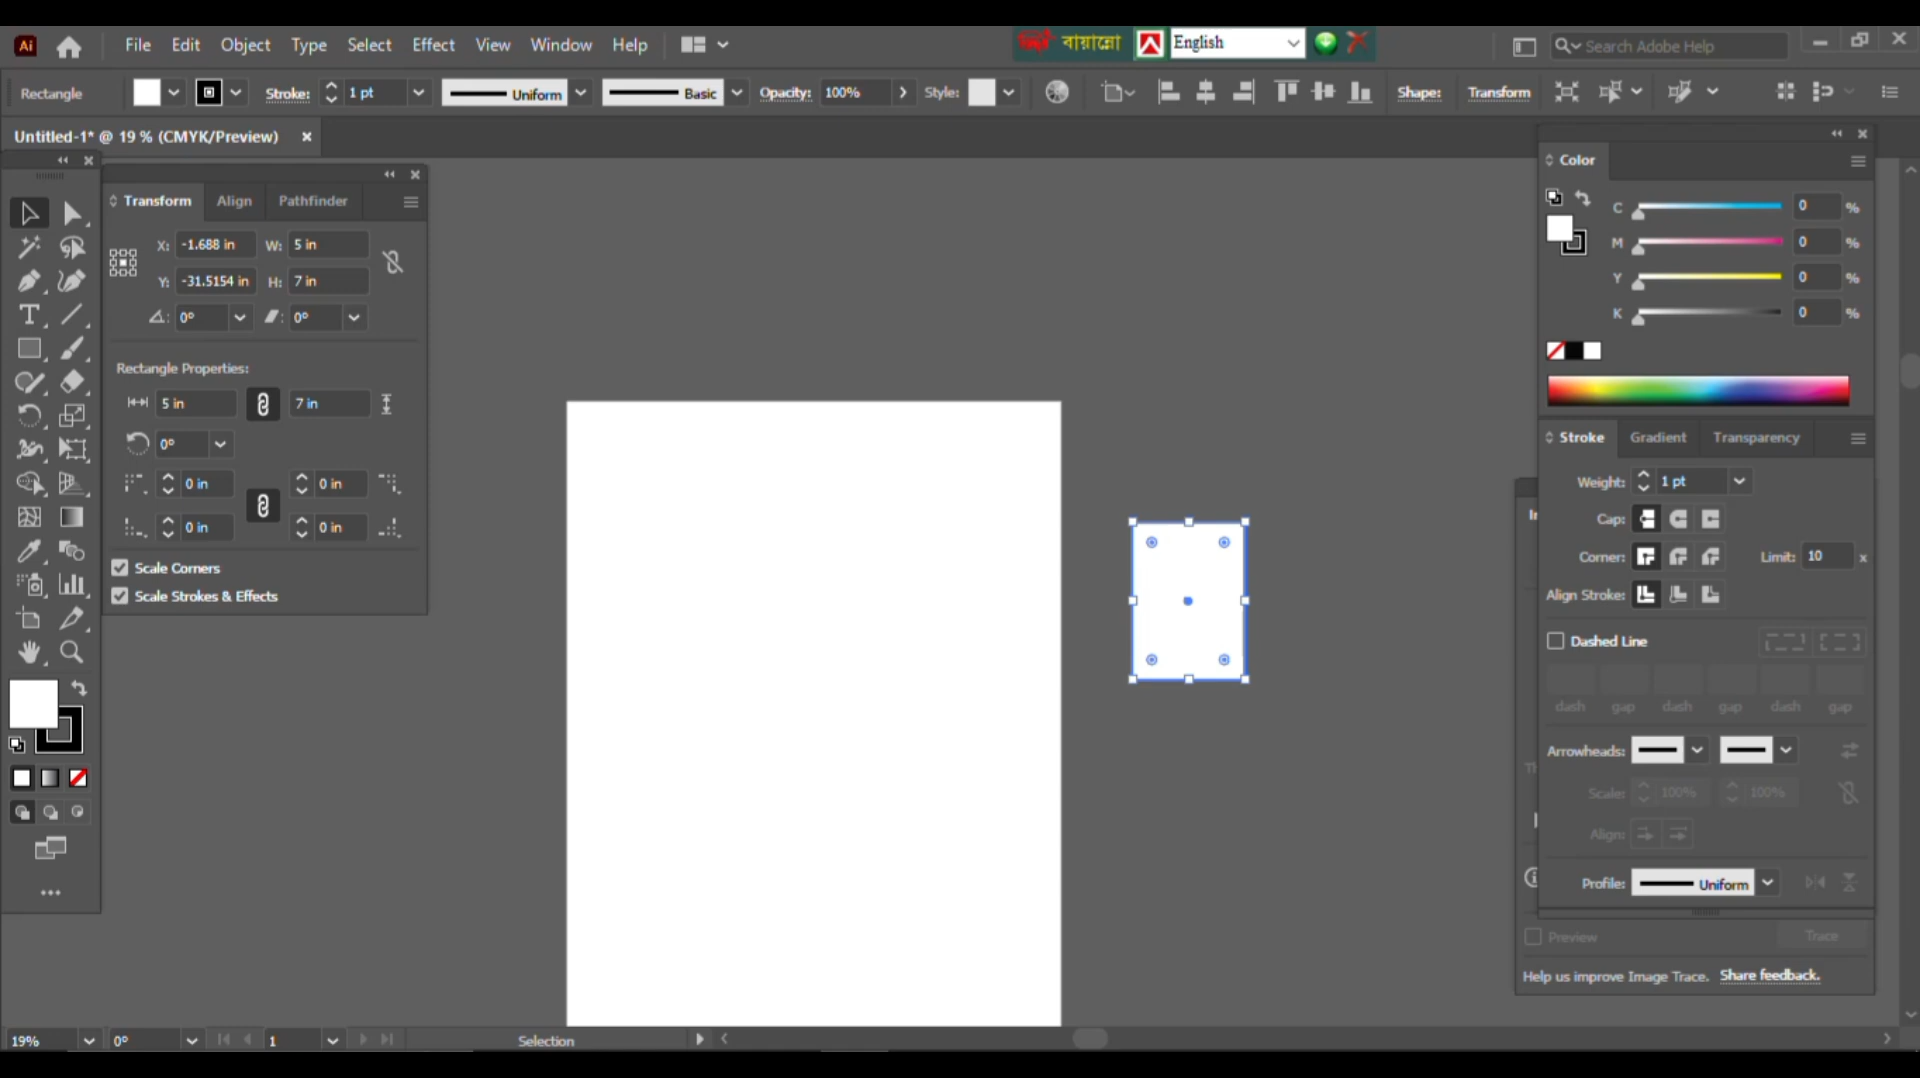 Ai File Edit Object Type Select Effect View Window Help বায়ান্নো English Search Adobe Help
Rectangle Stroke: 1 pt Uniform Basic Opacity: 100% Style: Shape: Transform
Untitled-1* @ 19 % (CMYK/Preview)
Transform Align Pathfinder
X: -1.688 in W: 5 in
Y: -31.5154 in H: 7 in
0° 0°
Rectangle Properties:
5 in 7 in
0°
0 in 0 in
0 in 0 in
Scale Corners
Scale Strokes & Effects
Color
C 0 %
M 0 %
Y 0 %
K 0 %
Stroke Gradient Transparency
Weight: 1 pt
Cap:
Corner: Limit: 10 x
Align Stroke:
Dashed Line
dash gap dash gap dash gap
Arrowheads:
Scale: 100% 100%
Align:
Profile: Uniform
Preview Trace
Help us improve Image Trace. Share feedback.
19% 0° 1 Selection